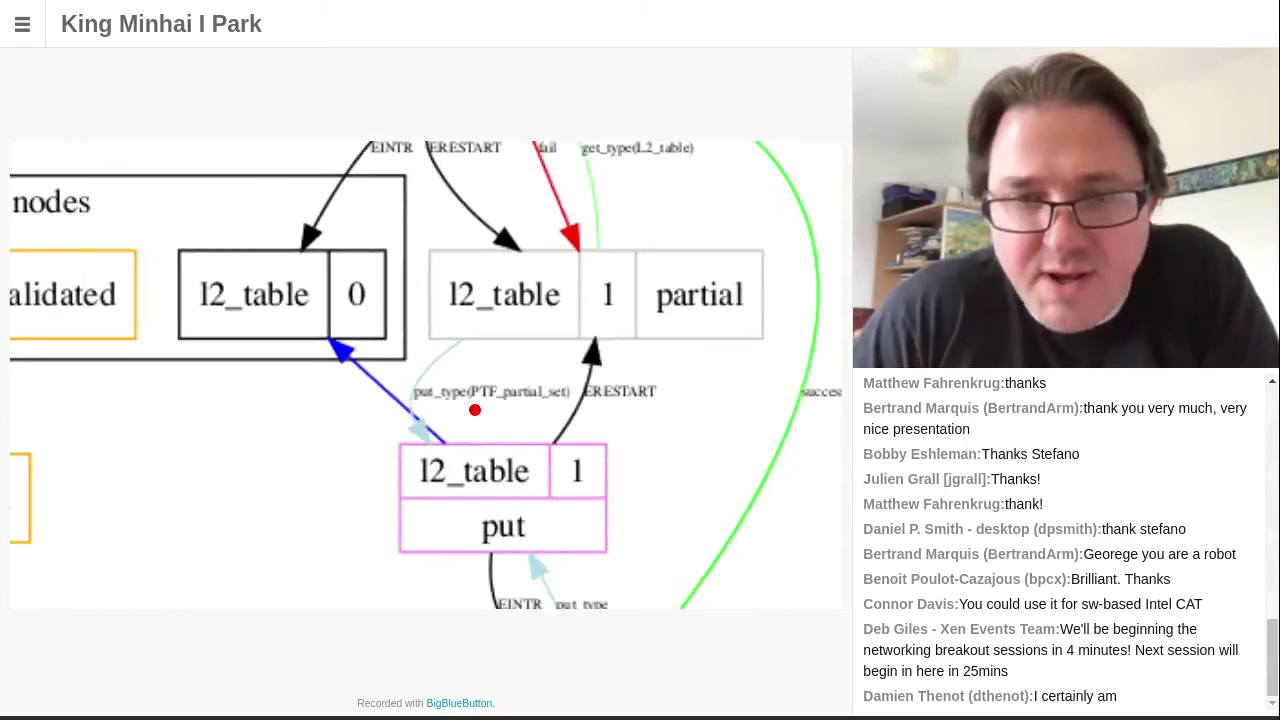 King Minhai I Park
EINTR ERESTART fail get_type(L2_table)
nodes
alidated l2_table 0 l2_table 1 partial
put_type(PTF_partial_set) ERESTART succes
l2_table 1
put
EINTR put_type
Recorded with BigBlueButton.
Matthew Fahrenkrug:thanks
Bertrand Marquis (BertrandArm):thank you very much, very
nice presentation
Bobby Eshleman:Thanks Stefano
Julien Grall [jgrall]:Thanks!
Matthew Fahrenkrug:thank!
Daniel P. Smith - desktop (dpsmith):thank stefano
Bertrand Marquis (BertrandArm):Georege you are a robot
Benoit Poulot-Cazajous (bpcx):Brilliant. Thanks
Connor Davis:You could use it for sw-based Intel CAT
Deb Giles - Xen Events Team:We'll be beginning the
networking breakout sessions in 4 minutes! Next session will
begin in here in 25mins
Damien Thenot (dthenot):I certainly am